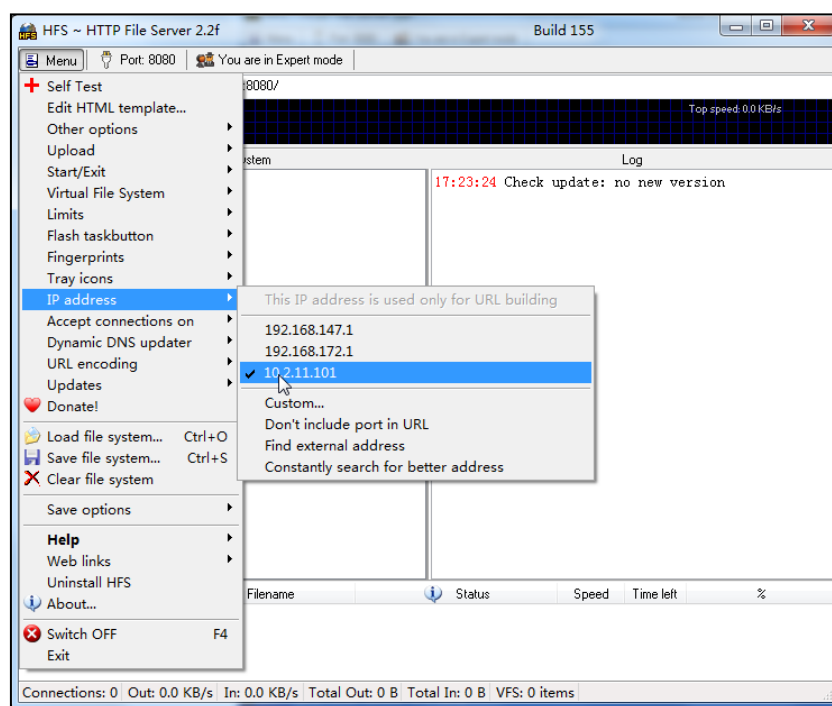 HFS ~ HTTP File Server 2.2f Build 155
Menu Port: 8080 You are in Expert mode
Self Test :8080/
Edit HTML template... Top speed: 0.0 KB/s
Other options
Upload
Log
Start/Exit
17:23:24 Check update: no new version
Virtual File System
Limits
Flash taskbutton
Fingerprints
Tray icons
IP address
This IP address is used only for URL building
Accept connections on
192.168.147.1
Dynamic DNS updater
192.168.172.1
URL encoding
10.2.11.101
Updates
Donate!
Custom...
Don't include port in URL
Load file system... Ctrl+O
Find external address
Save file system... Ctrl+S
Constantly search for better address
Clear file system
Save options
Help
Web links
Uninstall HFS
Filename Status Speed Time left %
About...
Switch OFF F4
Exit
Connections: 0 Out: 0.0 KB/s In: 0.0 KB/s Total Out: 0 B Total In: 0 B VFS: 0 items